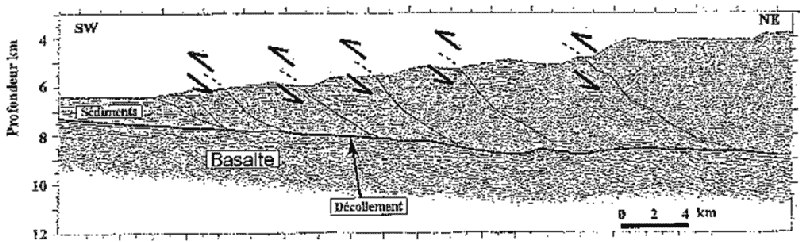 SW
NE
Profondeur km
4
6
8
10
12
Sédiments
Basalte
Décollement
0 2 4 km